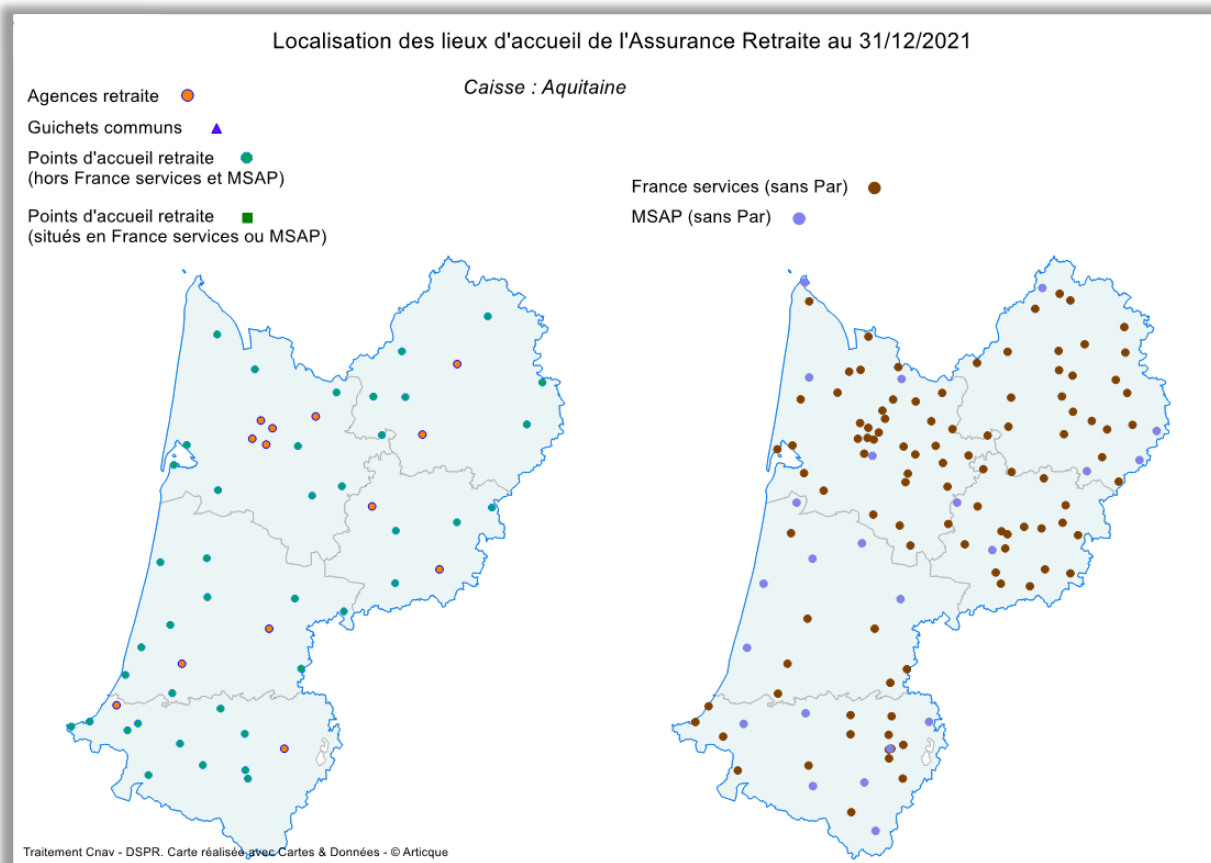 Localisation des lieux d'accueil de l'Assurance Retraite au 31/12/2021
Caisse : Aquitaine
Agences retraite
Guichets communs
Points d'accueil retraite
(hors France services et MSAP)
Points d'accueil retraite
(situés en France services ou MSAP)
France services (sans Par)
MSAP (sans Par)
Traitement Cnav - DSPR. Carte réalisée avec Cartes & Données - © Articque